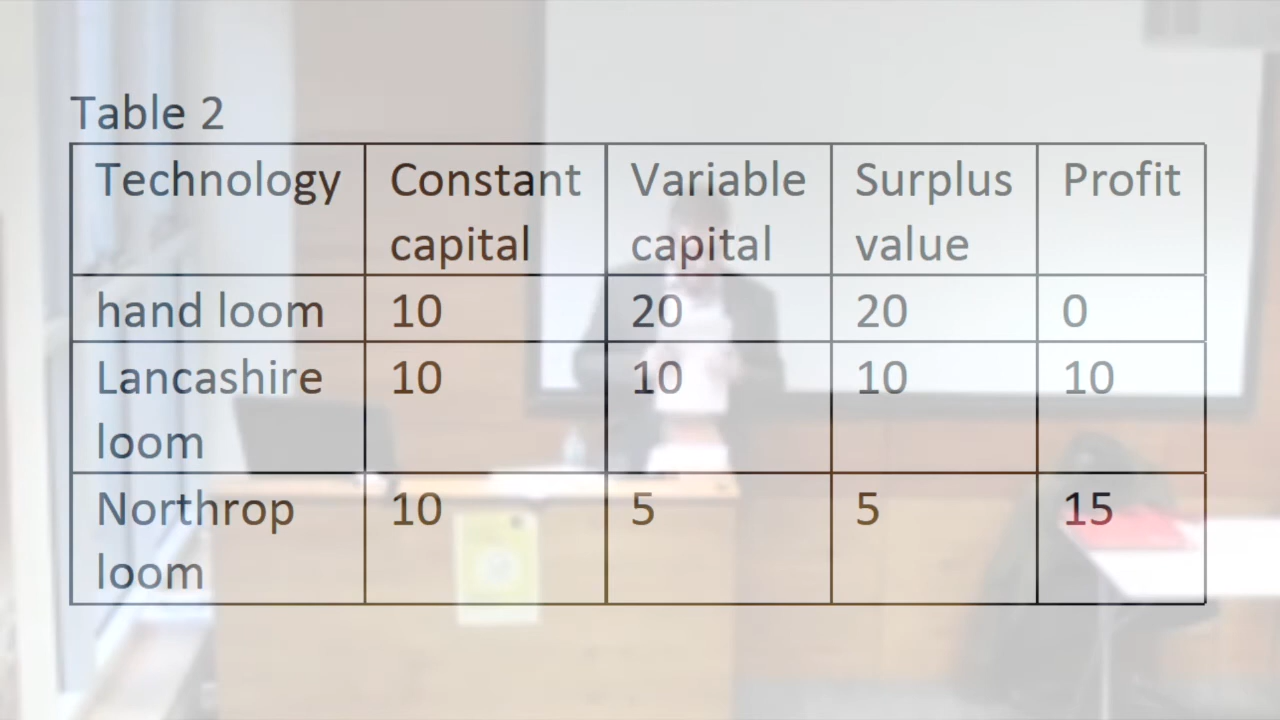 Table 2
Technology Constant capital Variable capital Surplus value Profit
hand loom 10 20 20 0
Lancashire loom 10 10 10 10
Northrop loom 10 5 5 15